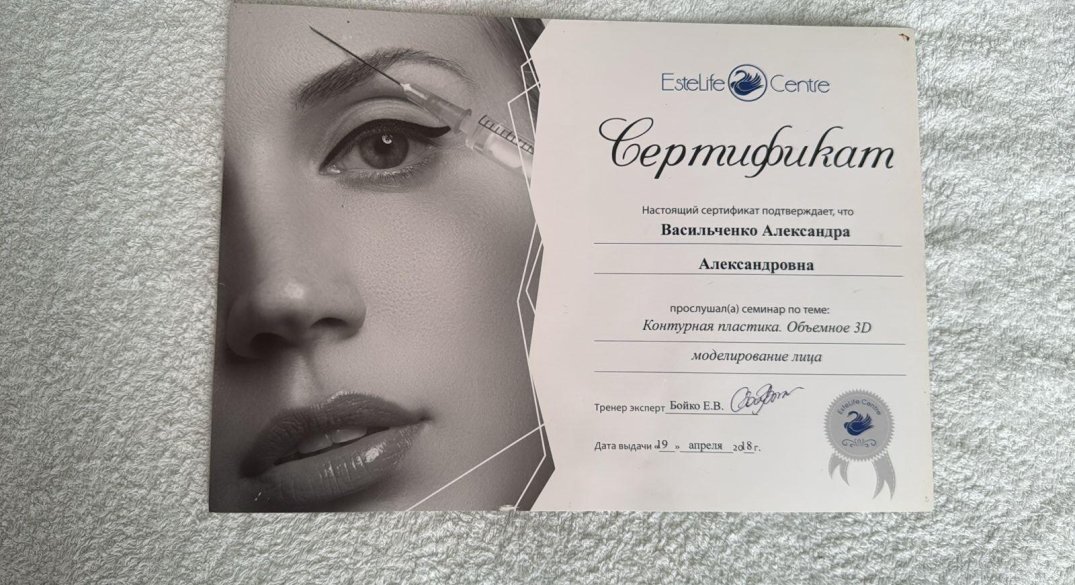 EsteLife Centre
Сертификат
Настоящий сертификат подтверждает, что
Васильченко Александра
Александровна
прослушал(а) семинар по теме:
Контурная пластика. Объемное 3D
моделирование лица
Тренер эксперт Бойко Е.В.
Дата выдачи «19 » апреля 2018 г.
EsteLife Centre